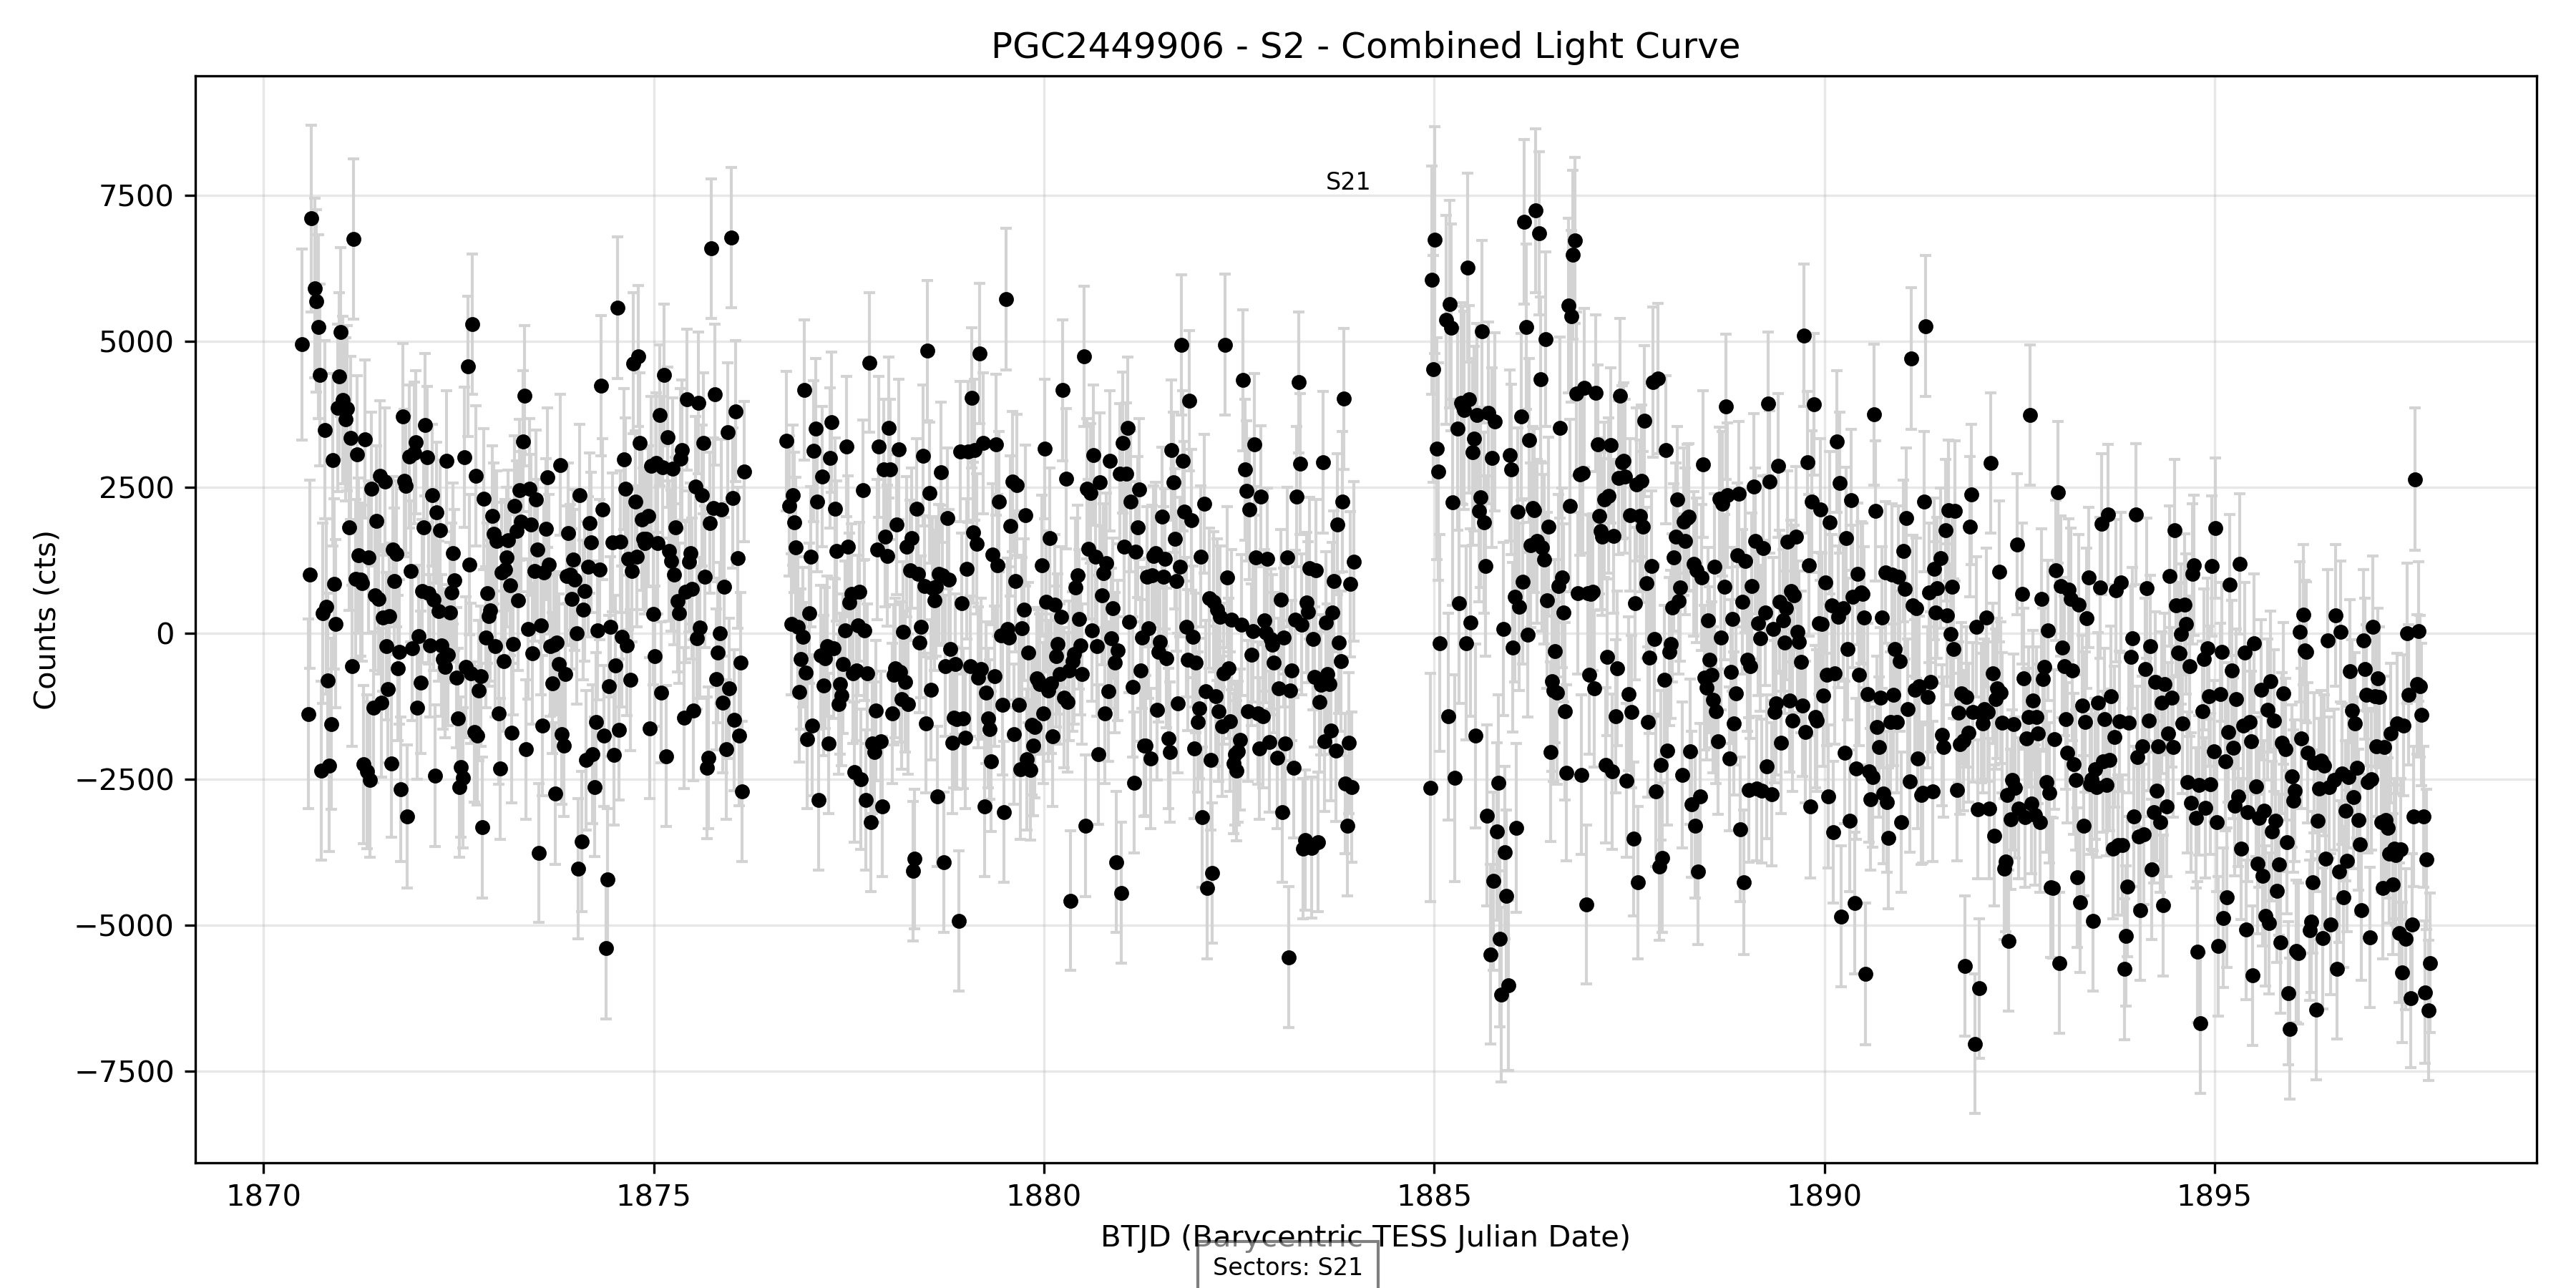 PGC2449906 - S2 - Combined Light Curve
S21
7500
5000
2500
0
−2500
−5000
−7500
Counts (cts)
1870 1875 1880 1885 1890 1895
BTJD (Barycentric TESS Julian Date)
Sectors: S21